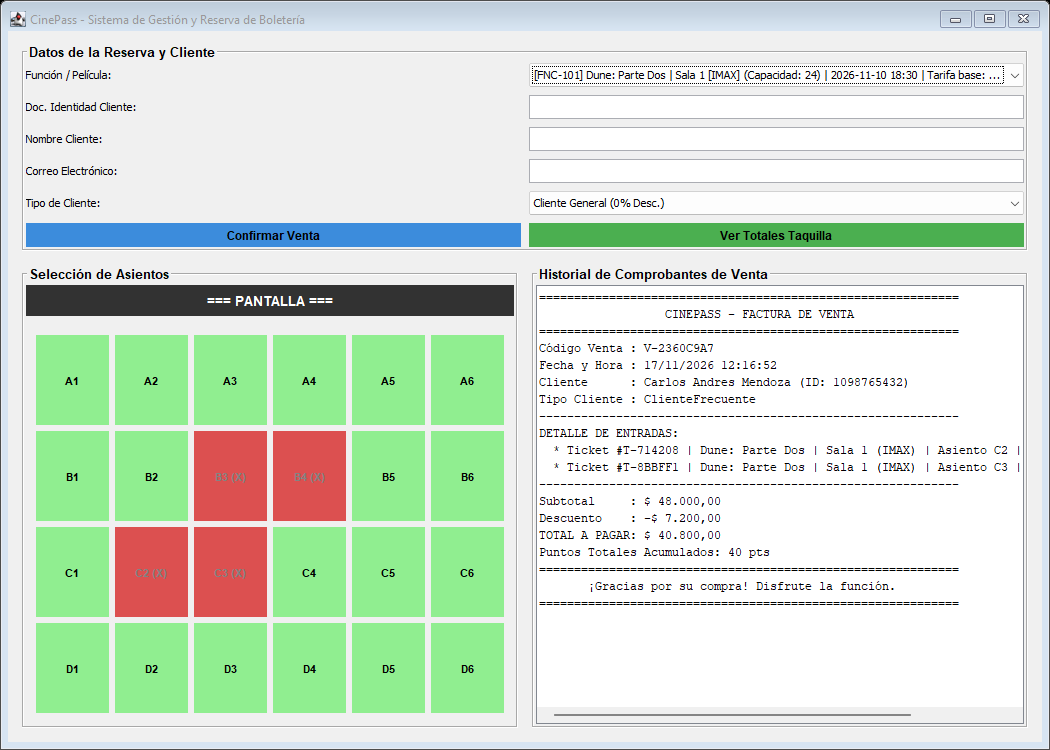 CinePass - Sistema de Gestión y Reserva de Boletería
Datos de la Reserva y Cliente
Función / Película:
[FNC-101] Dune: Parte Dos | Sala 1 [IMAX] (Capacidad: 24) | 2026-11-10 18:30 | Tarifa base: ...
Doc. Identidad Cliente:
Nombre Cliente:
Correo Electrónico:
Tipo de Cliente:
Cliente General (0% Desc.)
Confirmar Venta
Ver Totales Taquilla
Selección de Asientos
=== PANTALLA ===
A1 A2 A3 A4 A5 A6
B1 B2 B3 (X) B4 (X) B5 B6
C1 C2 (X) C3 (X) C4 C5 C6
D1 D2 D3 D4 D5 D6
Historial de Comprobantes de Venta
============================================================
CINEPASS - FACTURA DE VENTA
============================================================
Código Venta : V-2360C9A7
Fecha y Hora : 17/11/2026 12:16:52
Cliente      : Carlos Andres Mendoza (ID: 1098765432)
Tipo Cliente : ClienteFrecuente
------------------------------------------------------------
DETALLE DE ENTRADAS:
* Ticket #T-714208 | Dune: Parte Dos | Sala 1 (IMAX) | Asiento C2 |
* Ticket #T-8BBFF1 | Dune: Parte Dos | Sala 1 (IMAX) | Asiento C3 |
------------------------------------------------------------
Subtotal     : $ 48.000,00
Descuento    : -$ 7.200,00
TOTAL A PAGAR: $ 40.800,00
Puntos Totales Acumulados: 40 pts
============================================================
¡Gracias por su compra! Disfrute la función.
============================================================